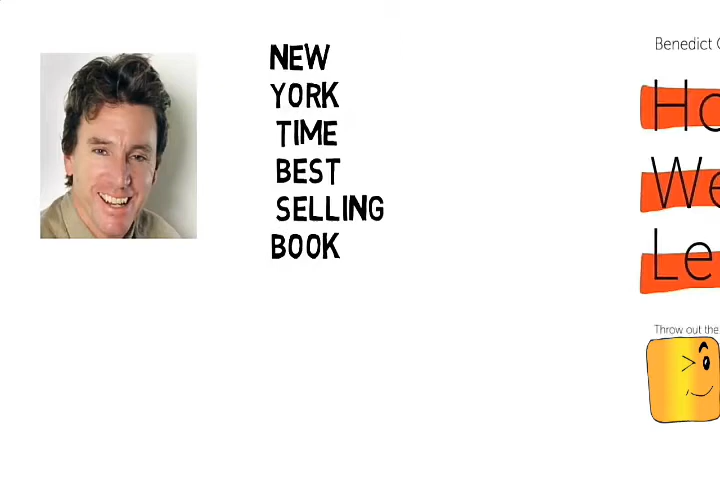 NEW
YORK
TIME
BEST
SELLING
BOOK
Benedict
Ho
We
Le
Throw out the